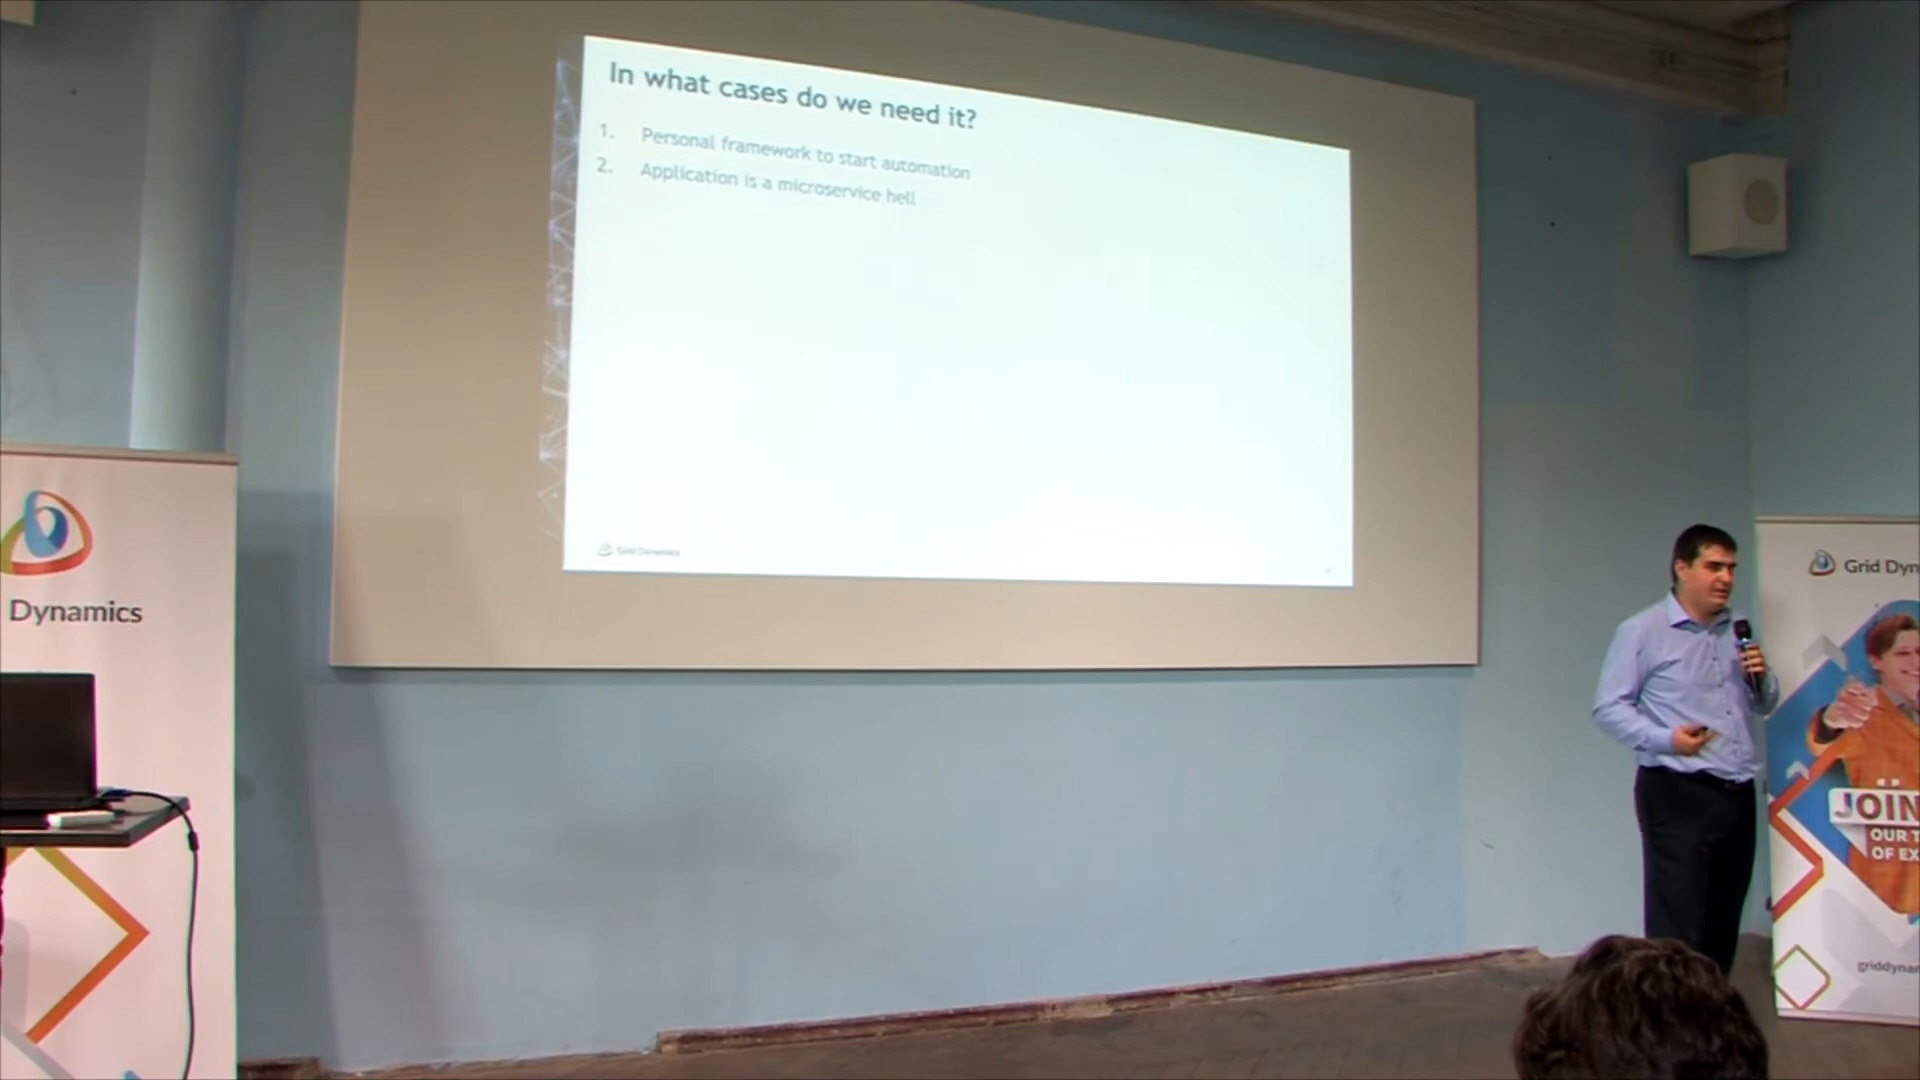 In what cases do we need it?
1. Personal framework to start automation
2. Application is a microservice hell
Grid Dynamics
Dynamics
Grid Dyn
JOIN
OUR T
OF EX
griddynam